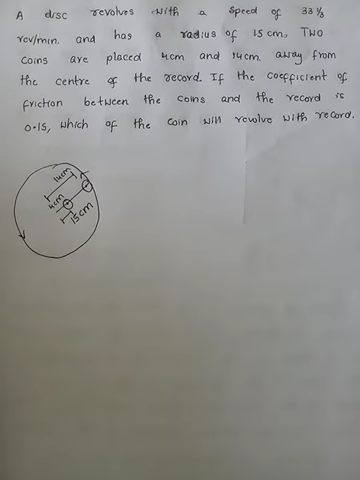 A disc revolves with a speed of 33 1/3
rev/min. and has a radius of 15 cm. Two
coins are placed 4cm and 14cm. away from
the centre of the record. If the coefficient of
friction between the coins and the record is
0.15, which of the coin will revolve with record.
14cm
4cm
15cm